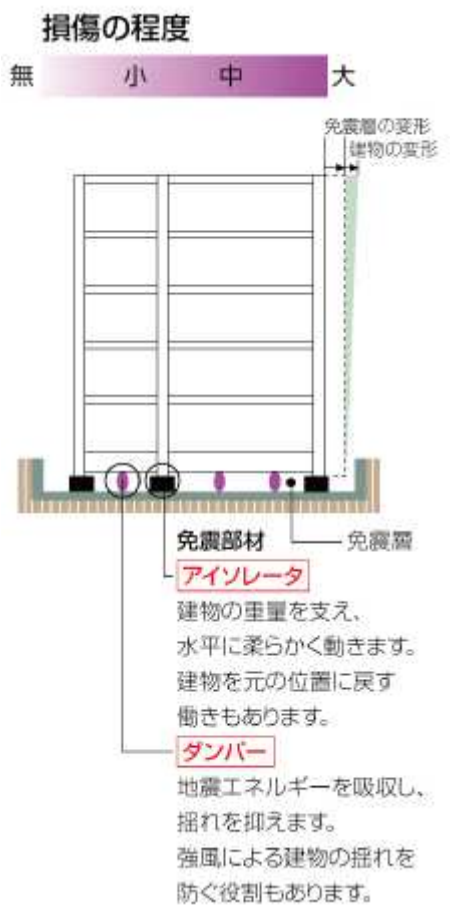 損傷の程度
無 小 中 大
免震層の変形
建物の変形
免震部材
免震層
アイソレータ
建物の重量を支え、
水平に柔らかく動きます。
建物を元の位置に戻す
働きもあります。
ダンパー
地震エネルギーを吸収し、
揺れを抑えます。
強風による建物の揺れを
防ぐ役割もあります。